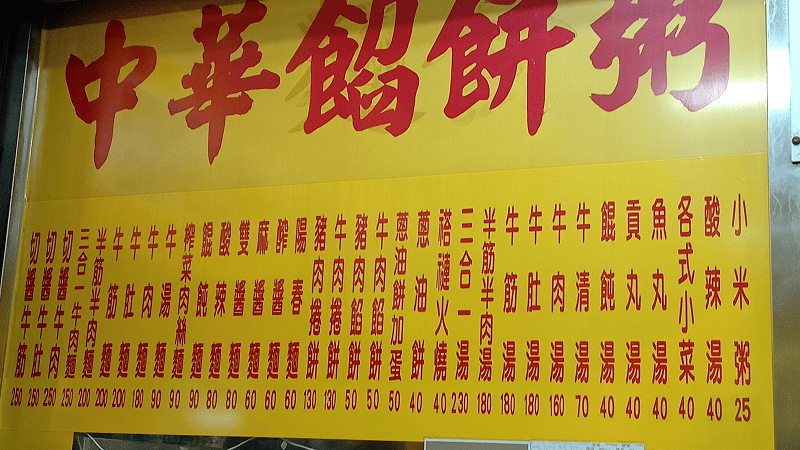 中華餡餅粥
小米粥 25
酸辣湯 40
各式小菜 40
魚丸湯 40
貢丸湯 40
餛飩湯 40
牛清湯 70
牛肉湯 160
牛肚湯 180
牛筋湯 180
半筋半肉湯 180
三合一湯 230
褡褳火燒 40
蔥油餅 40
蔥油餅加蛋 50
牛肉餡餅 50
豬肉餡餅 50
牛肉捲餅 130
豬肉捲餅 130
陽春麵 60
醡醬麵 60
麻醬麵 60
雙醬麵 80
酸辣麵 80
餛飩麵 90
榨菜肉絲麵 90
牛湯麵 90
牛肉麵 180
牛肚麵 200
牛筋麵 200
半筋半肉麵 200
三合一牛肉麵 250
切醬牛肉 250
切醬牛肚 250
切醬牛筋 250